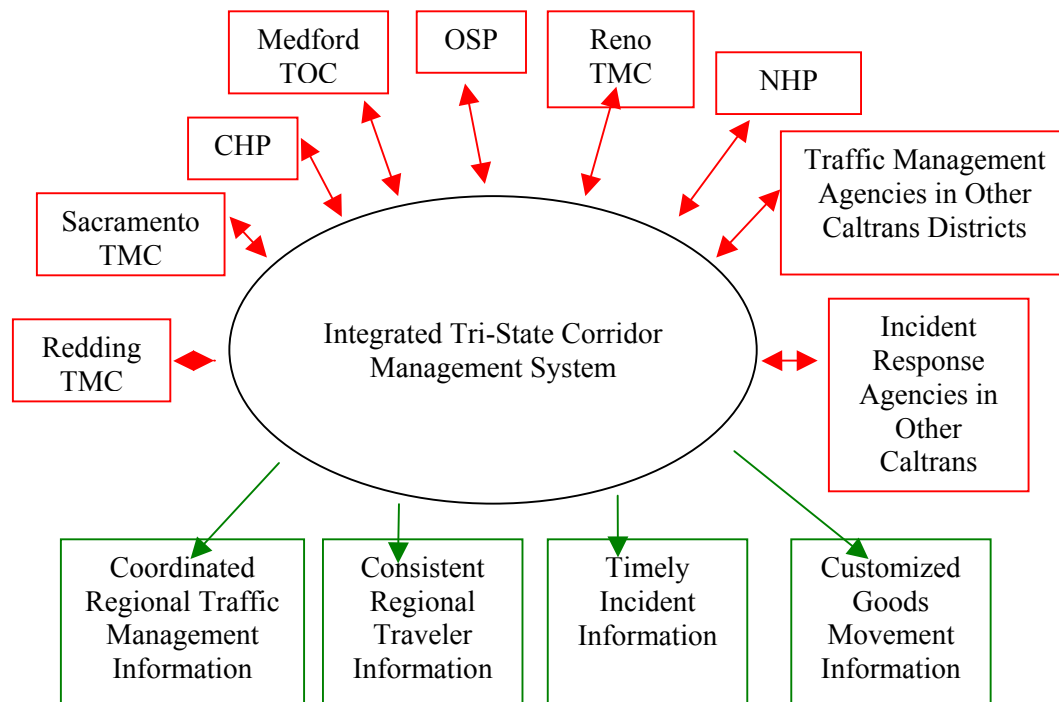 Medford
TOC
OSP
Reno
TMC
NHP
CHP
Traffic Management
Agencies in Other
Caltrans Districts
Sacramento
TMC
Integrated Tri-State Corridor
Management System
Redding
TMC
Incident
Response
Agencies in
Other
Caltrans
Coordinated
Regional Traffic
Management
Information
Consistent
Regional
Traveler
Information
Timely
Incident
Information
Customized
Goods
Movement
Information